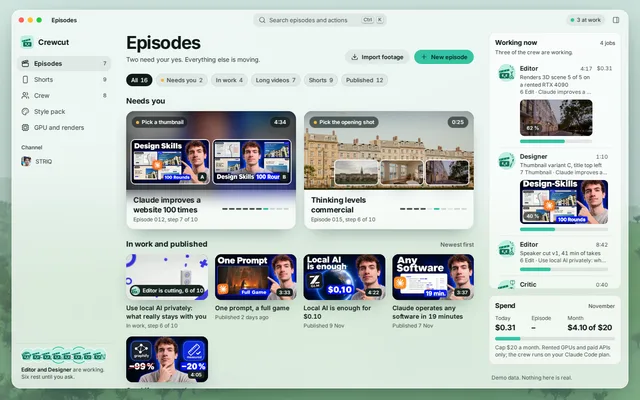 Episodes
Search episodes and actions
Ctrl K
3 at work
Crewcut
Episodes 7
Shorts 9
Crew 8
Style pack
GPU and renders
Channel
STRIQ
Editor and Designer are working.
Six rest until you ask.
Episodes
Two need your yes. Everything else is moving.
Import footage
New episode
All 16
Needs you 2
In work 4
Long videos 7
Shorts 9
Published 12
Needs you
Pick a thumbnail
4:34
Design Skills
100 Rounds
A
Design Skills
100 Rour
B
Claude improves a
website 100 times
Episode 012, step 7 of 10
Pick the opening shot
0:25
Thinking levels
commercial
Episode 015, step 6 of 10
In work and published
Newest first
Editor is cutting, 6 of 10
Use local AI privately:
what really stays with you
In work, step 6 of 10
One Prompt
Full Game
3:33
One prompt, a full game
Published 2 days ago
Local AI
is enough
$0,10
4:22
Local AI is enough for
$0.10
Published 9 Nov
Any
Software
19 min.
3:37
Claude operates any
software in 19 minutes
Published 7 Nov
graphify
-99 %
-20 %
4:05
Working now
4 jobs
Editor
4:17 $0.31
Renders 3D scene 5 of 5 on
a rented RTX 4090
6 Edit · Claude improves a ...
62 %
Designer
1:10
Thumbnail variant C, title top left
7 Thumbnail · Claude improves a...
Design-Skills
48 %
Editor
8:42
Speaker cut v1, 41 min of takes
6 Edit · Use local AI privately: wh...
Critic
0:40
Spend
November
Today
Episode
Month
$0.31
–
$4.10 of $20
Cap $20 a month. Rented GPUs and paid APIs
only; the crew runs on your Claude Code plan.
Demo data. Nothing here is real.